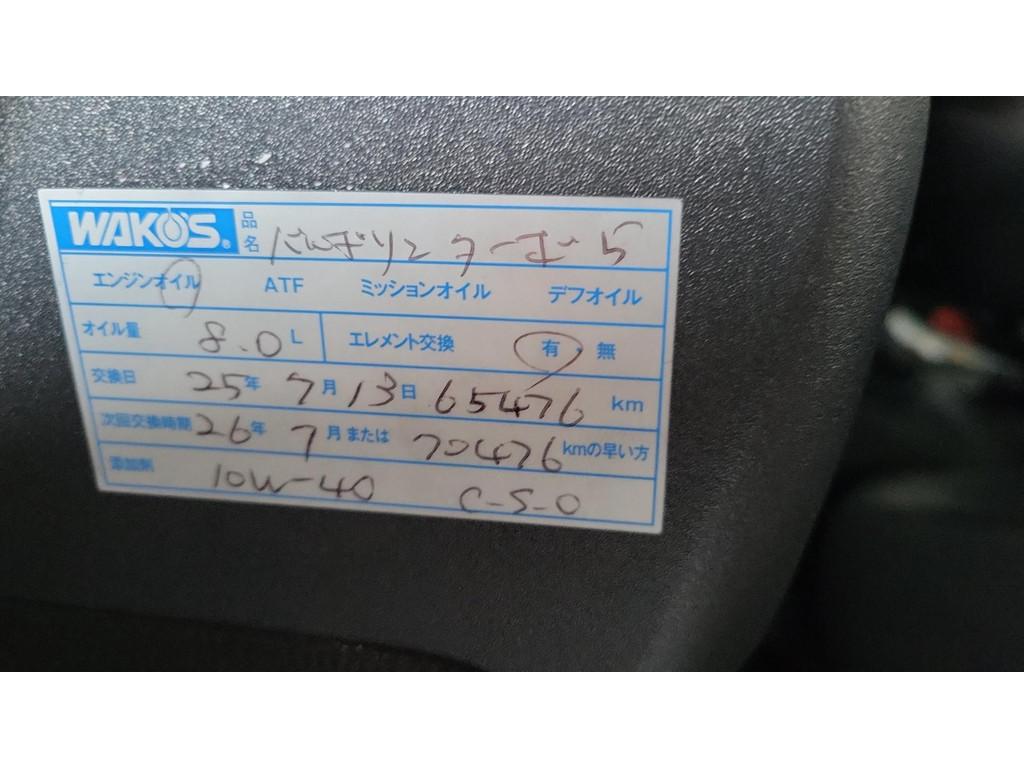 WAKO'S® 品名 バンガリンターボ 5
エンジンオイル ATF ミッションオイル デフオイル
オイル量 8.0 L エレメント交換 有・無
交換日 25年 7月 13日 65476 km
次回交換時期 26年 7月または 70476 kmの早い方
添加剤 10W-40 C-S-O